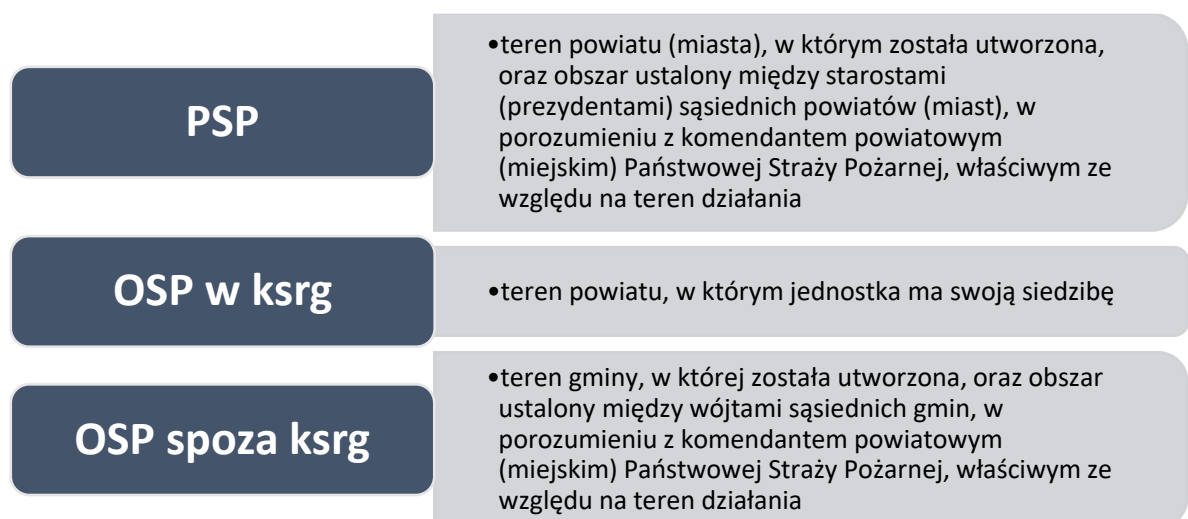 PSP
•teren powiatu (miasta), w którym została utworzona,
oraz obszar ustalony między starostami
(prezydentami) sąsiednich powiatów (miast), w
porozumieniu z komendantem powiatowym
(miejskim) Państwowej Straży Pożarnej, właściwym ze
względu na teren działania
OSP w ksrg
•teren powiatu, w którym jednostka ma swoją siedzibę
OSP spoza ksrg
•teren gminy, w której została utworzona, oraz obszar
ustalony między wójtami sąsiednich gmin, w
porozumieniu z komendantem powiatowym
(miejskim) Państwowej Straży Pożarnej, właściwym ze
względu na teren działania